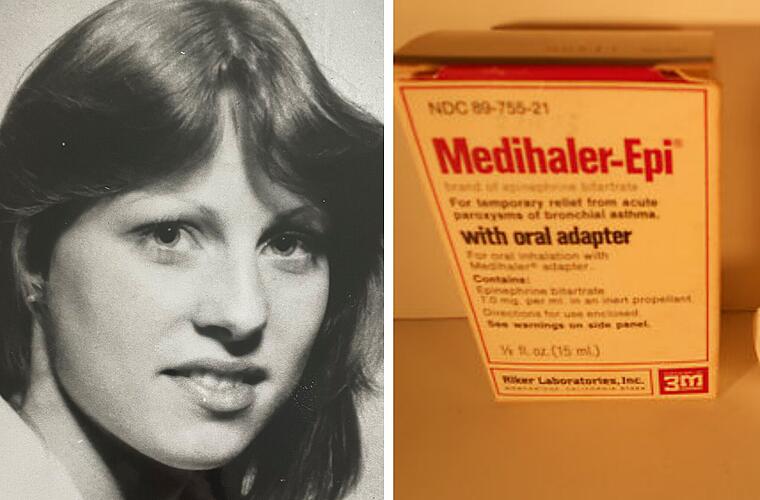 NDC 89-755-21
Medihaler-Epi®
brand of epinephrine bitartrate
For temporary relief from acute
paroxysms of bronchial asthma.
with oral adapter
For oral inhalation with
Medihaler® adapter.
Contains:
Epinephrine bitartrate
7.0 mg. per ml. in an inert propellant
Directions for use enclosed.
See warnings on side panel.
½ fl. oz. (15 ml.)
Riker Laboratories, Inc.
3M